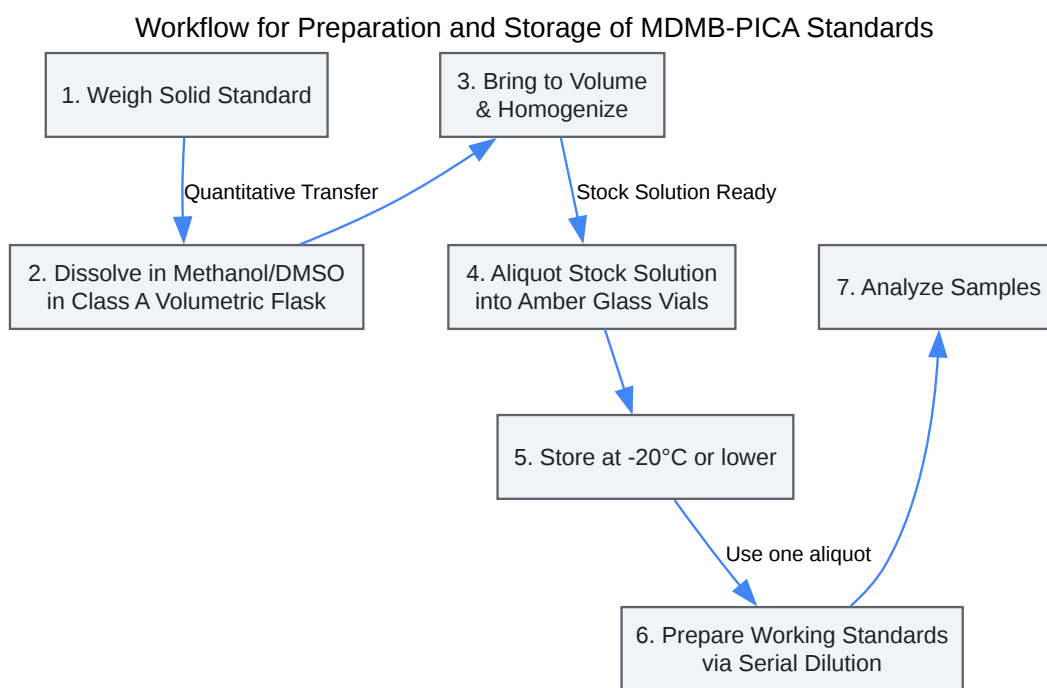 Workflow for Preparation and Storage of MDMB-PICA Standards
1. Weigh Solid Standard
Quantitative Transfer
2. Dissolve in Methanol/DMSO
in Class A Volumetric Flask
3. Bring to Volume
& Homogenize
Stock Solution Ready
4. Aliquot Stock Solution
into Amber Glass Vials
5. Store at -20°C or lower
Use one aliquot
6. Prepare Working Standards
via Serial Dilution
7. Analyze Samples